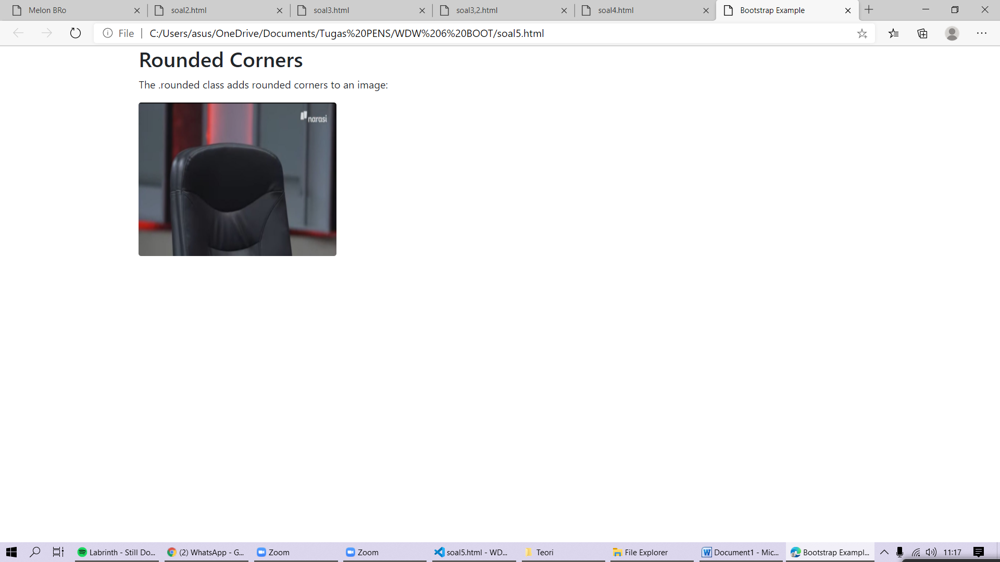 Melon BRo
soal2.html
soal3.html
soal3,2.html
soal4.html
Bootstrap Example
File
C:/Users/asus/OneDrive/Documents/Tugas%20PENS/WDW%206%20BOOT/soal5.html
Rounded Corners
The .rounded class adds rounded corners to an image:
narasi
Labrinth - Still Do...
(2) WhatsApp - G...
Zoom
Zoom
soal5.html - WD...
Teori
File Explorer
Document1 - Mic...
Bootstrap Exampl...
11:17